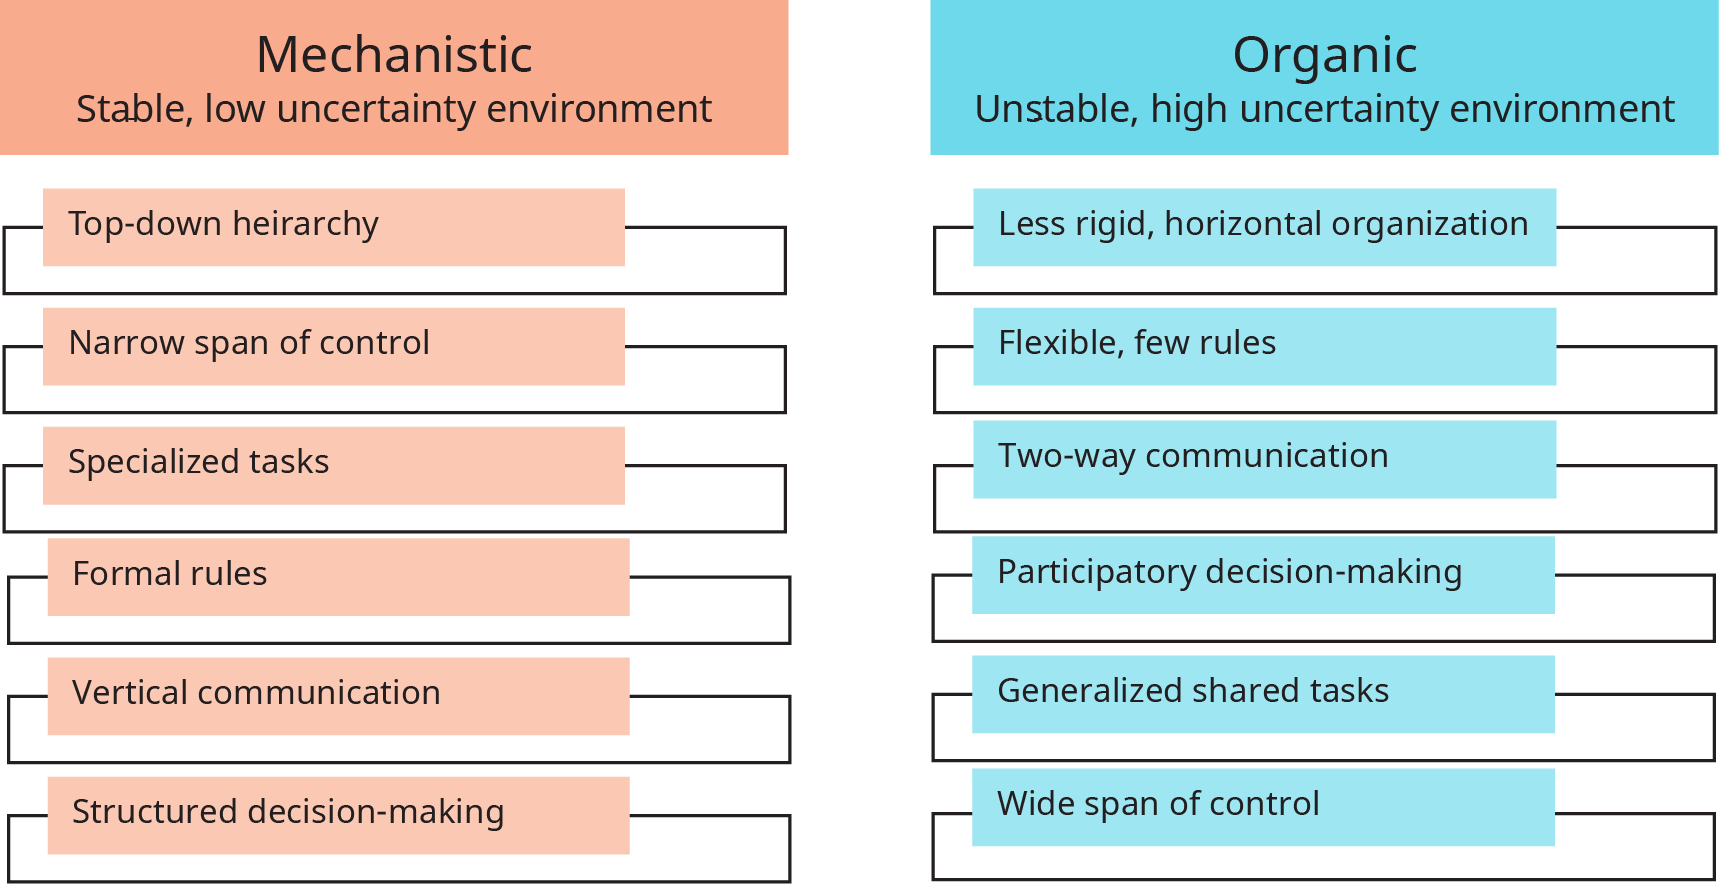 Mechanistic
Stable, low uncertainty environment
Top-down heirarchy
Narrow span of control
Specialized tasks
Formal rules
Vertical communication
Structured decision-making
Organic
Unstable, high uncertainty environment
Less rigid, horizontal organization
Flexible, few rules
Two-way communication
Participatory decision-making
Generalized shared tasks
Wide span of control